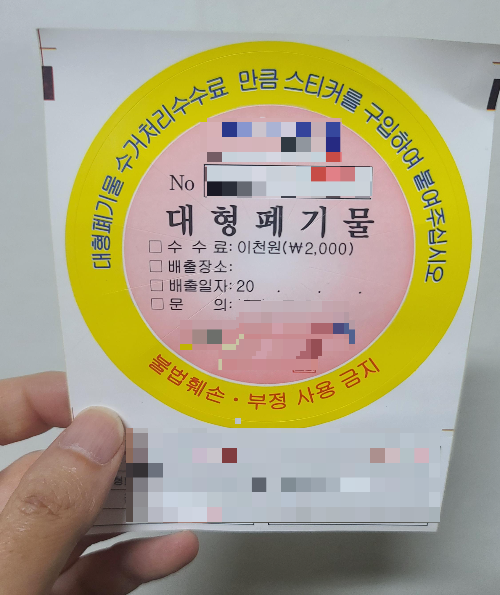 대형폐기물 수거처리수수료 만큼 스티커를 구입하여 붙여주십시오
No
대형폐기물
□ 수 수 료: 이천원(₩2,000)
□ 배출장소:
□ 배출일자: 20 . . .
□ 문 의:
불법훼손·부정 사용 금지